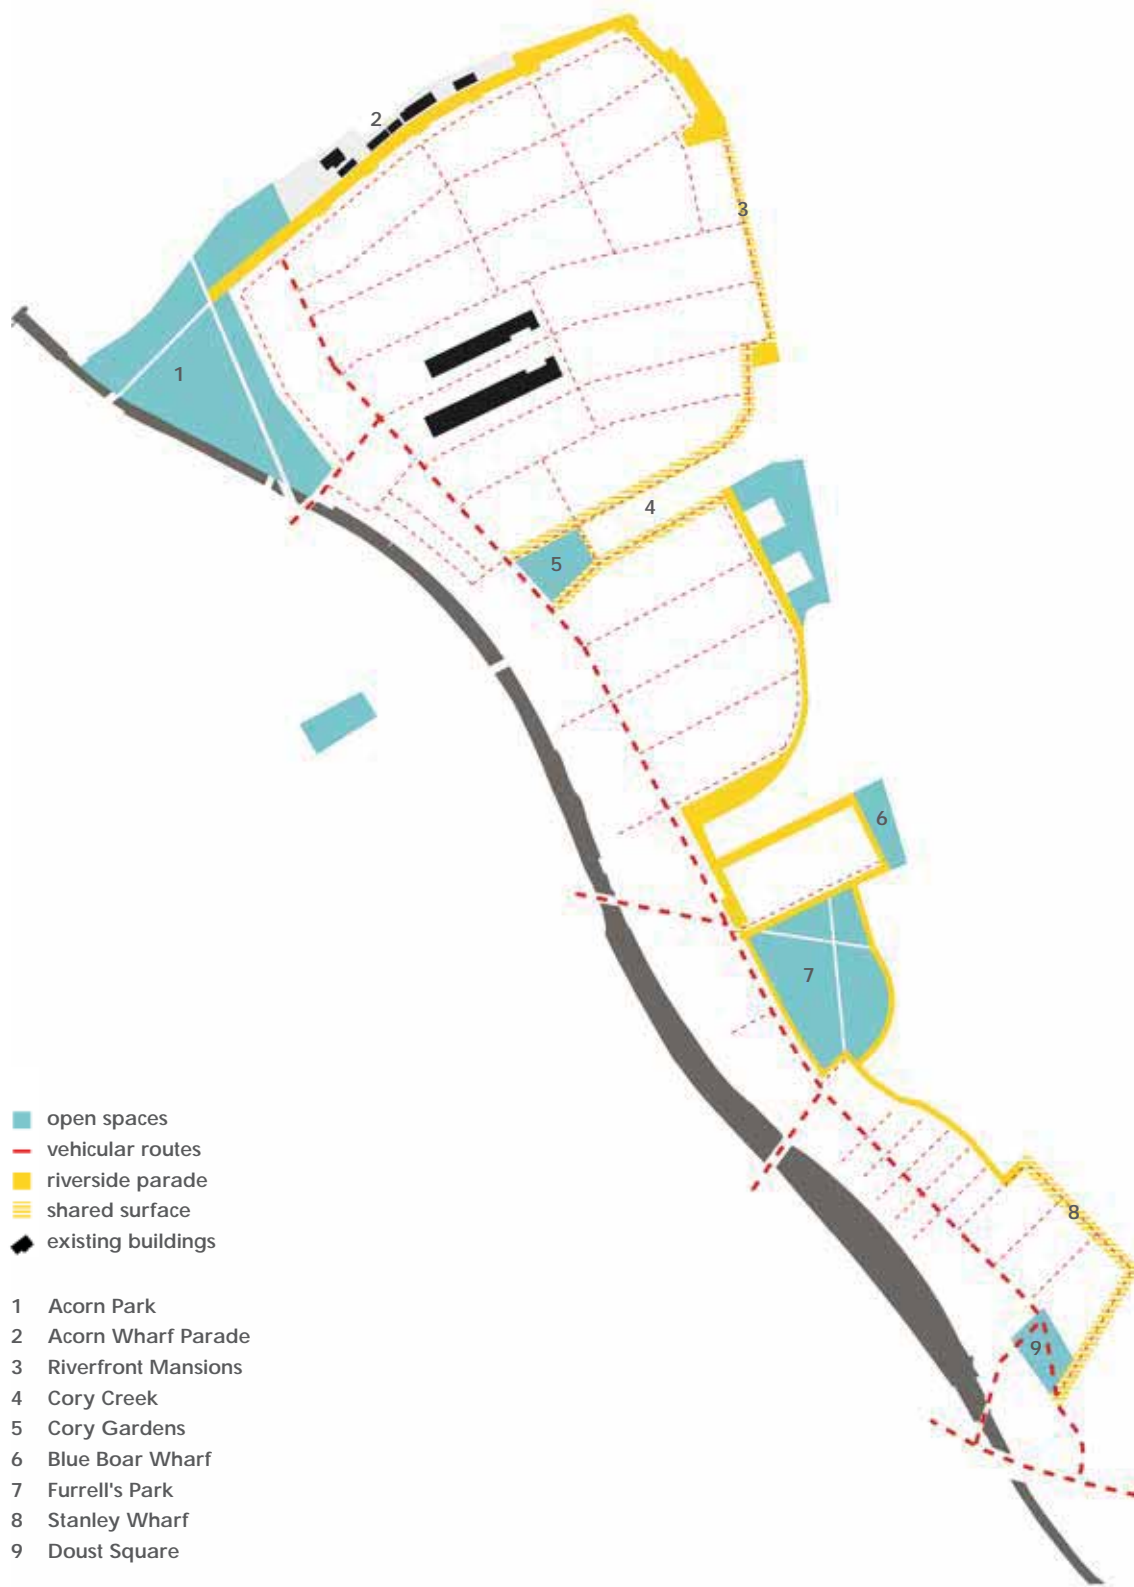 2
3
1
4
5
6
7
8
9
open spaces
vehicular routes
riverside parade
shared surface
existing buildings
1 Acorn Park
2 Acorn Wharf Parade
3 Riverfront Mansions
4 Cory Creek
5 Cory Gardens
6 Blue Boar Wharf
7 Furrell's Park
8 Stanley Wharf
9 Doust Square